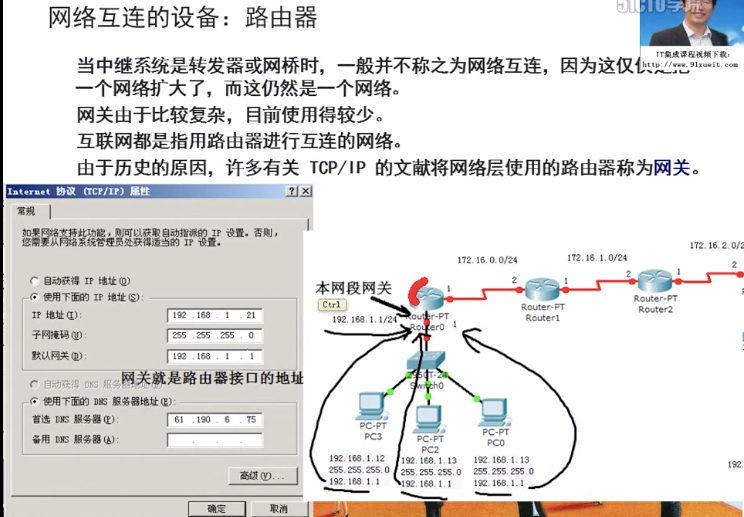 网络互连的设备：路由器
51CTO学院
IT集成课程视频下载：
http://www.91xueit.com
当中继系统是转发器或网桥时，一般并不称之为网络互连，因为这仅仅是把
一个网络扩大了，而这仍然是一个网络。
网关由于比较复杂，目前使用得较少。
互联网都是指用路由器进行互连的网络。
由于历史的原因，许多有关 TCP/IP 的文献将网络层使用的路由器称为网关。
Internet 协议 (TCP/IP) 属性
常规
如果网络支持此功能，则可以获取自动指派的 IP 设置。否则，
您需要从网络系统管理员处获得适当的 IP 设置。
自动获得 IP 地址(O)
使用下面的 IP 地址(S):
IP 地址(I): 192 .168 . 1 . 21
子网掩码(U): 255 .255 .255 . 0
默认网关(D): 192 .168 . 1 . 1
自动获得 DNS 服务器地址(B)
网关就是路由器接口的地址
使用下面的 DNS 服务器地址(E):
首选 DNS 服务器(P): 61 .190 . 6 . 75
备用 DNS 服务器(A): . . .
高级(V)...
确定 取消
172.16.0.0/24
172.16.1.0/24
172.16.2.0/2
本网段网关
Ctrl
192.168.1.1/24
1
2
1
2
1
2
Router-PT
Router0
1
Router-PT
Router1
Router-PT
Router2
Switch0
PC-PT
PC3
PC-PT
PC2
PC-PT
PC0
192.168.1.12
255.255.255.0
192.168.1.1
192.168.1.13
255.255.255.0
192.168.1.1
192.168.1.13
255.255.255.0
192.168.1.1
192.